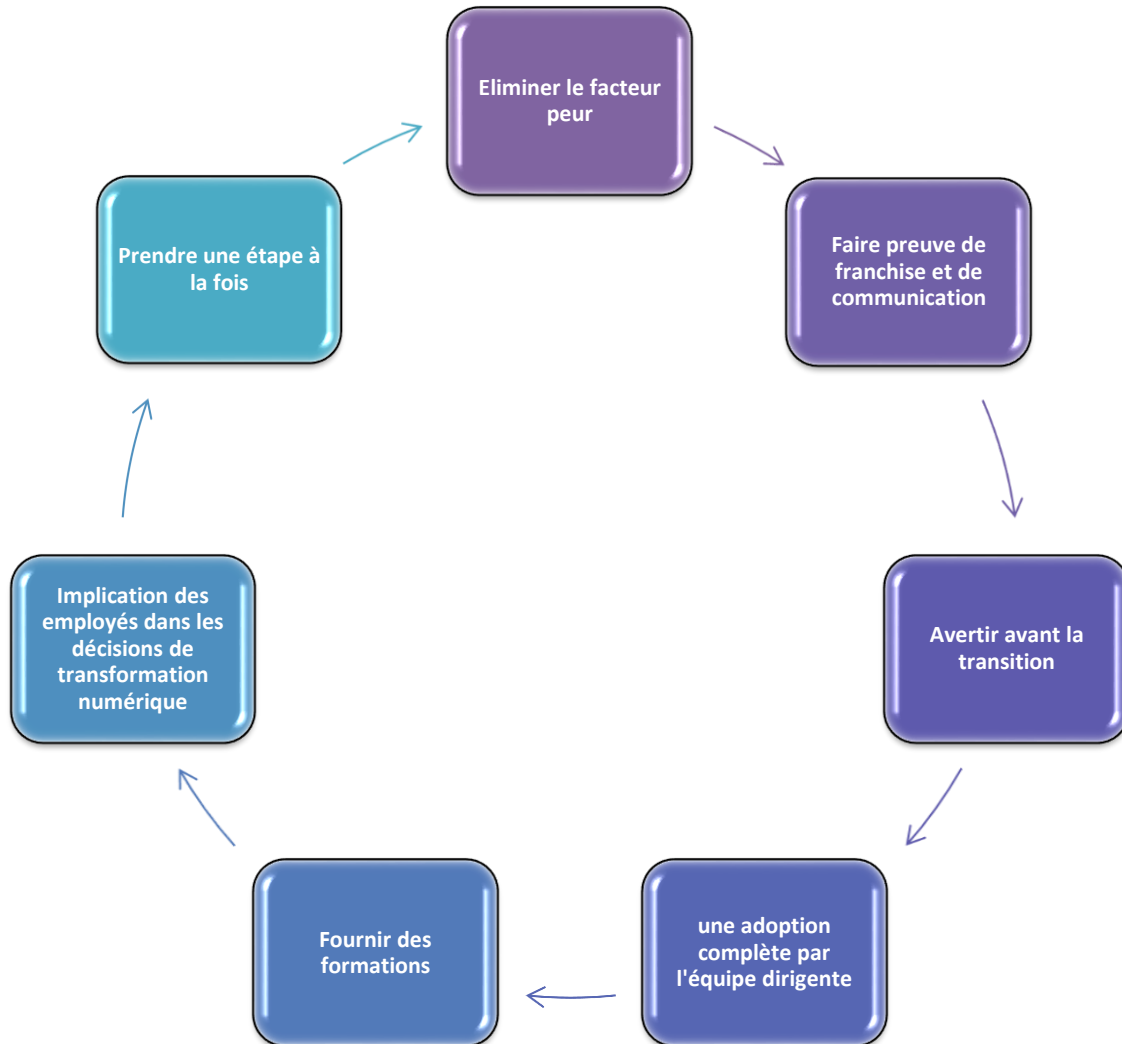 Eliminer le facteur
peur
Faire preuve de
franchise et de
communication
Avertir avant la
transition
une adoption
complète par
l'équipe dirigente
Fournir des
formations
Implication des
employés dans les
décisions de
transformation
numérique
Prendre une étape à
la fois